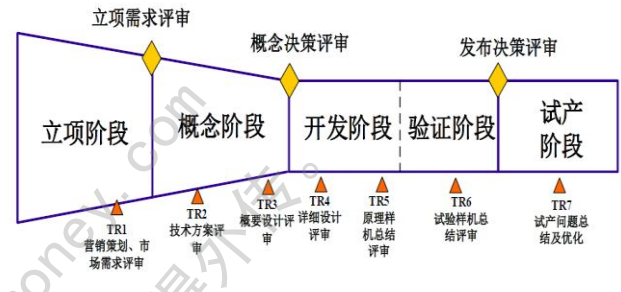 立项需求评审
概念决策评审
发布决策评审
立项阶段
概念阶段
开发阶段
验证阶段
试产
阶段
TR1
营销策划、市
场需求评审
TR2
技术方案评
审
TR3
概要设计评
审
TR4
详细设计
评审
TR5
原理样
机总结
评审
TR6
试验样机总
结评审
TR7
试产问题总
结及优化
oney.com
得外传。